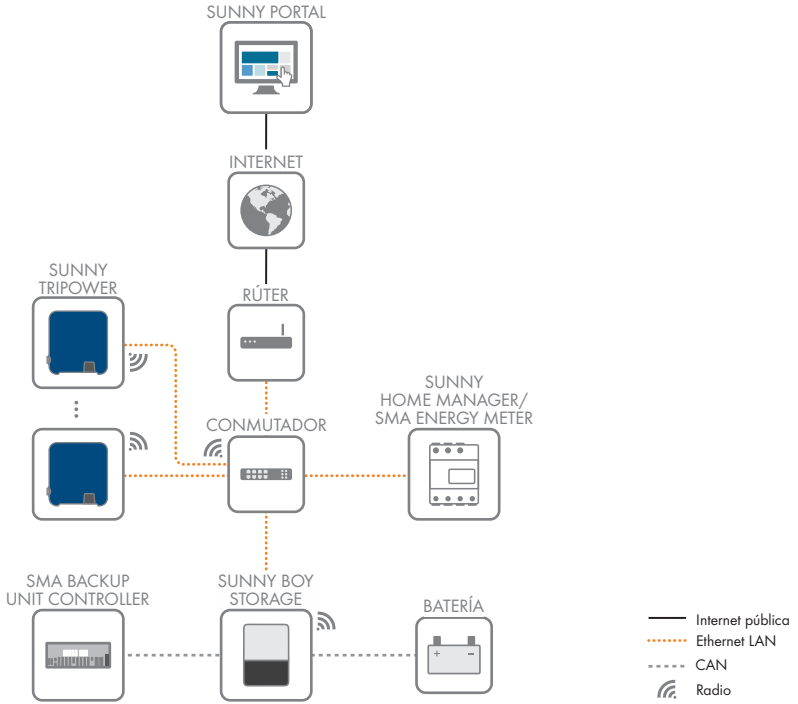 SUNNY PORTAL
INTERNET
SUNNY
TRIPOWER
RÚTER
SUNNY
HOME MANAGER/
SMA ENERGY METER
CONMUTADOR
SMA BACKUP
UNIT CONTROLLER
SUNNY BOY
STORAGE
BATERÍA
+ −
Internet pública
Ethernet LAN
CAN
Radio